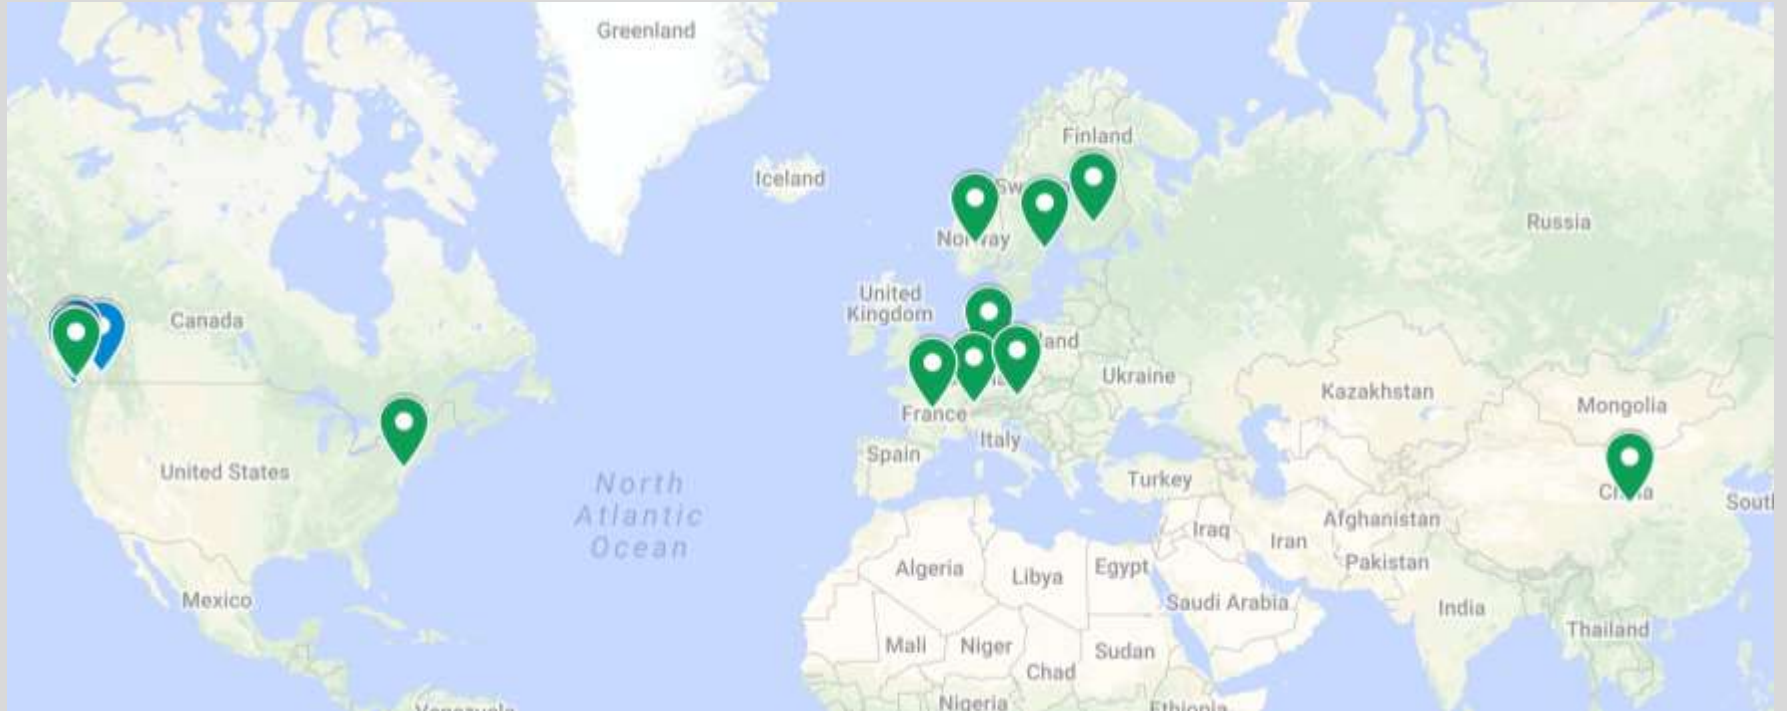 Greenland
Finland
Iceland
Russia
United
Kingdom
Canada
Ukraine
Kazakhstan
Mongolia
France
Italy
Spain
United States
Turkey
North
Atlantic
Ocean
Afghanistan
Iraq
Iran
Pakistan
Algeria
Libya
Egypt
Mexico
Saudi Arabia
India
Thailand
Mali
Niger
Sudan
Chad
Nigeria